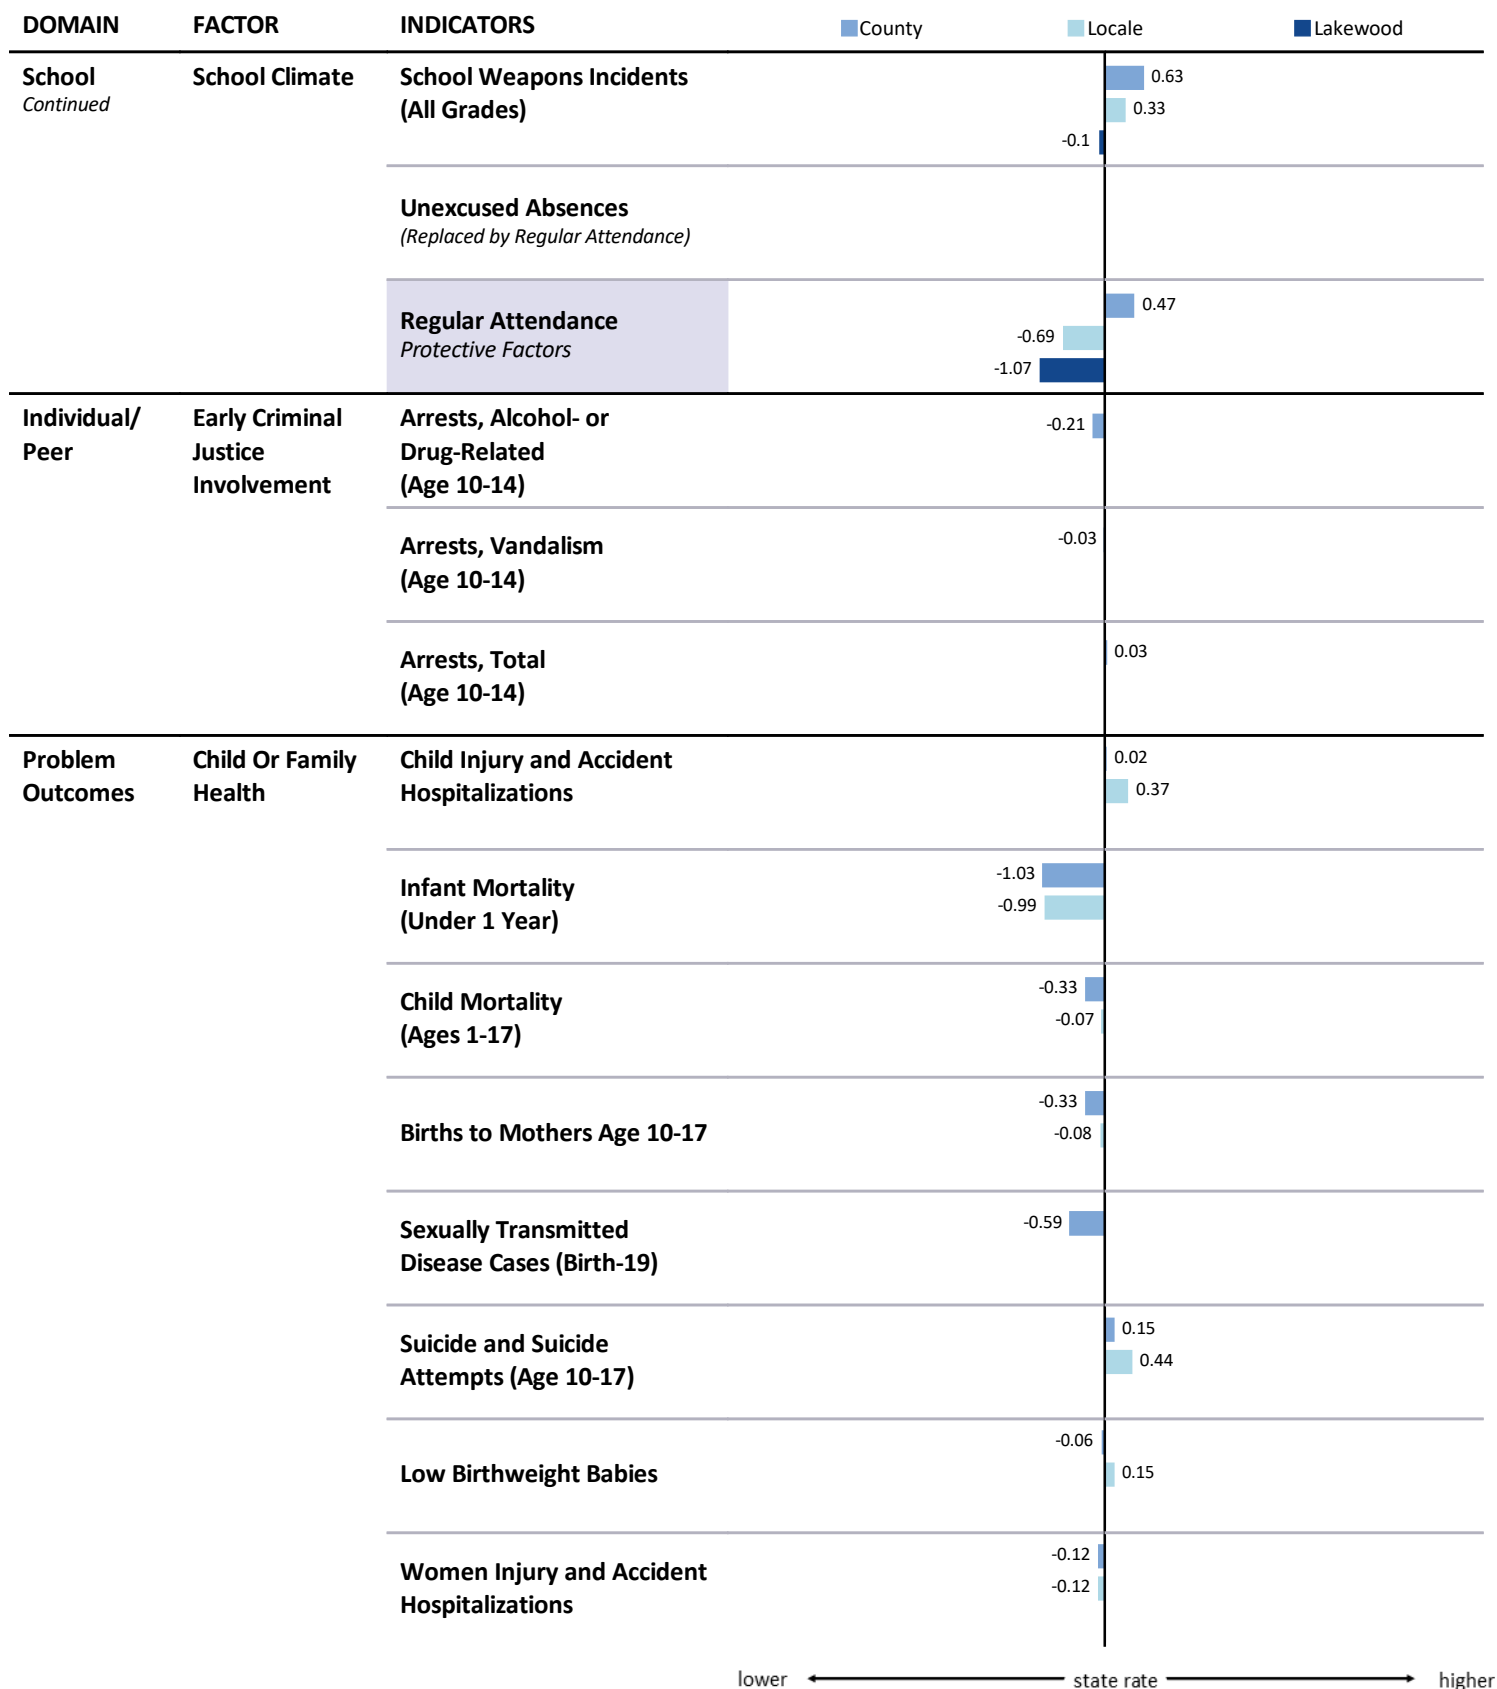 DOMAIN FACTOR INDICATORS County Locale Lakewood
School School Climate School Weapons Incidents 0.63
Continued (All Grades) 0.33
-0.1
Unexcused Absences
(Replaced by Regular Attendance)
0.47
Regular Attendance -0.69
Protective Factors -1.07
Individual/ Early Criminal Arrests, Alcohol- or -0.21
Peer Justice Drug-Related
Involvement (Age 10-14)
Arrests, Vandalism -0.03
(Age 10-14)
Arrests, Total 0.03
(Age 10-14)
Problem Child Or Family Child Injury and Accident 0.02
Outcomes Health Hospitalizations 0.37
-1.03
Infant Mortality -0.99
(Under 1 Year)
-0.33
Child Mortality -0.07
(Ages 1-17)
-0.33
Births to Mothers Age 10-17 -0.08
Sexually Transmitted -0.59
Disease Cases (Birth-19)
0.15
Suicide and Suicide 0.44
Attempts (Age 10-17)
-0.06
Low Birthweight Babies 0.15
-0.12
Women Injury and Accident -0.12
Hospitalizations
lower state rate higher